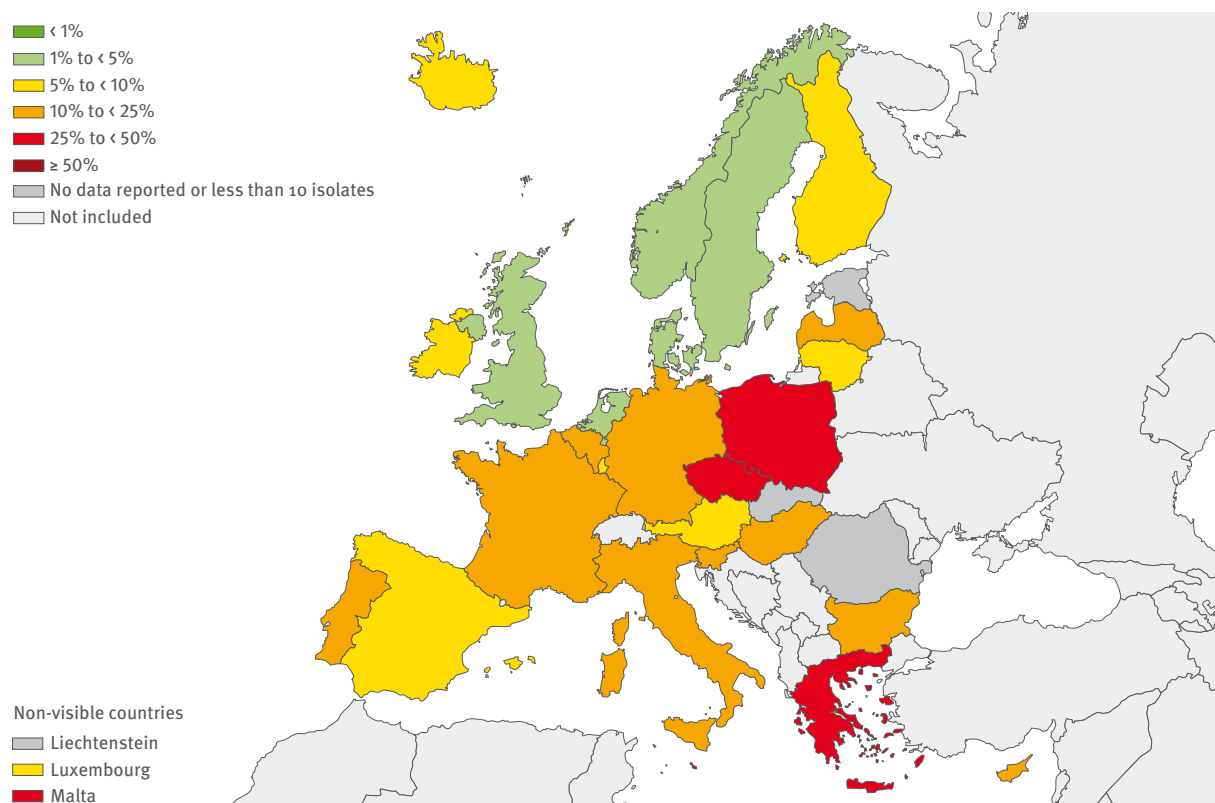 < 1%
1% to < 5%
5% to < 10%
10% to < 25%
25% to < 50%
≥ 50%
No data reported or less than 10 isolates
Not included
Non-visible countries
Liechtenstein
Luxembourg
Malta